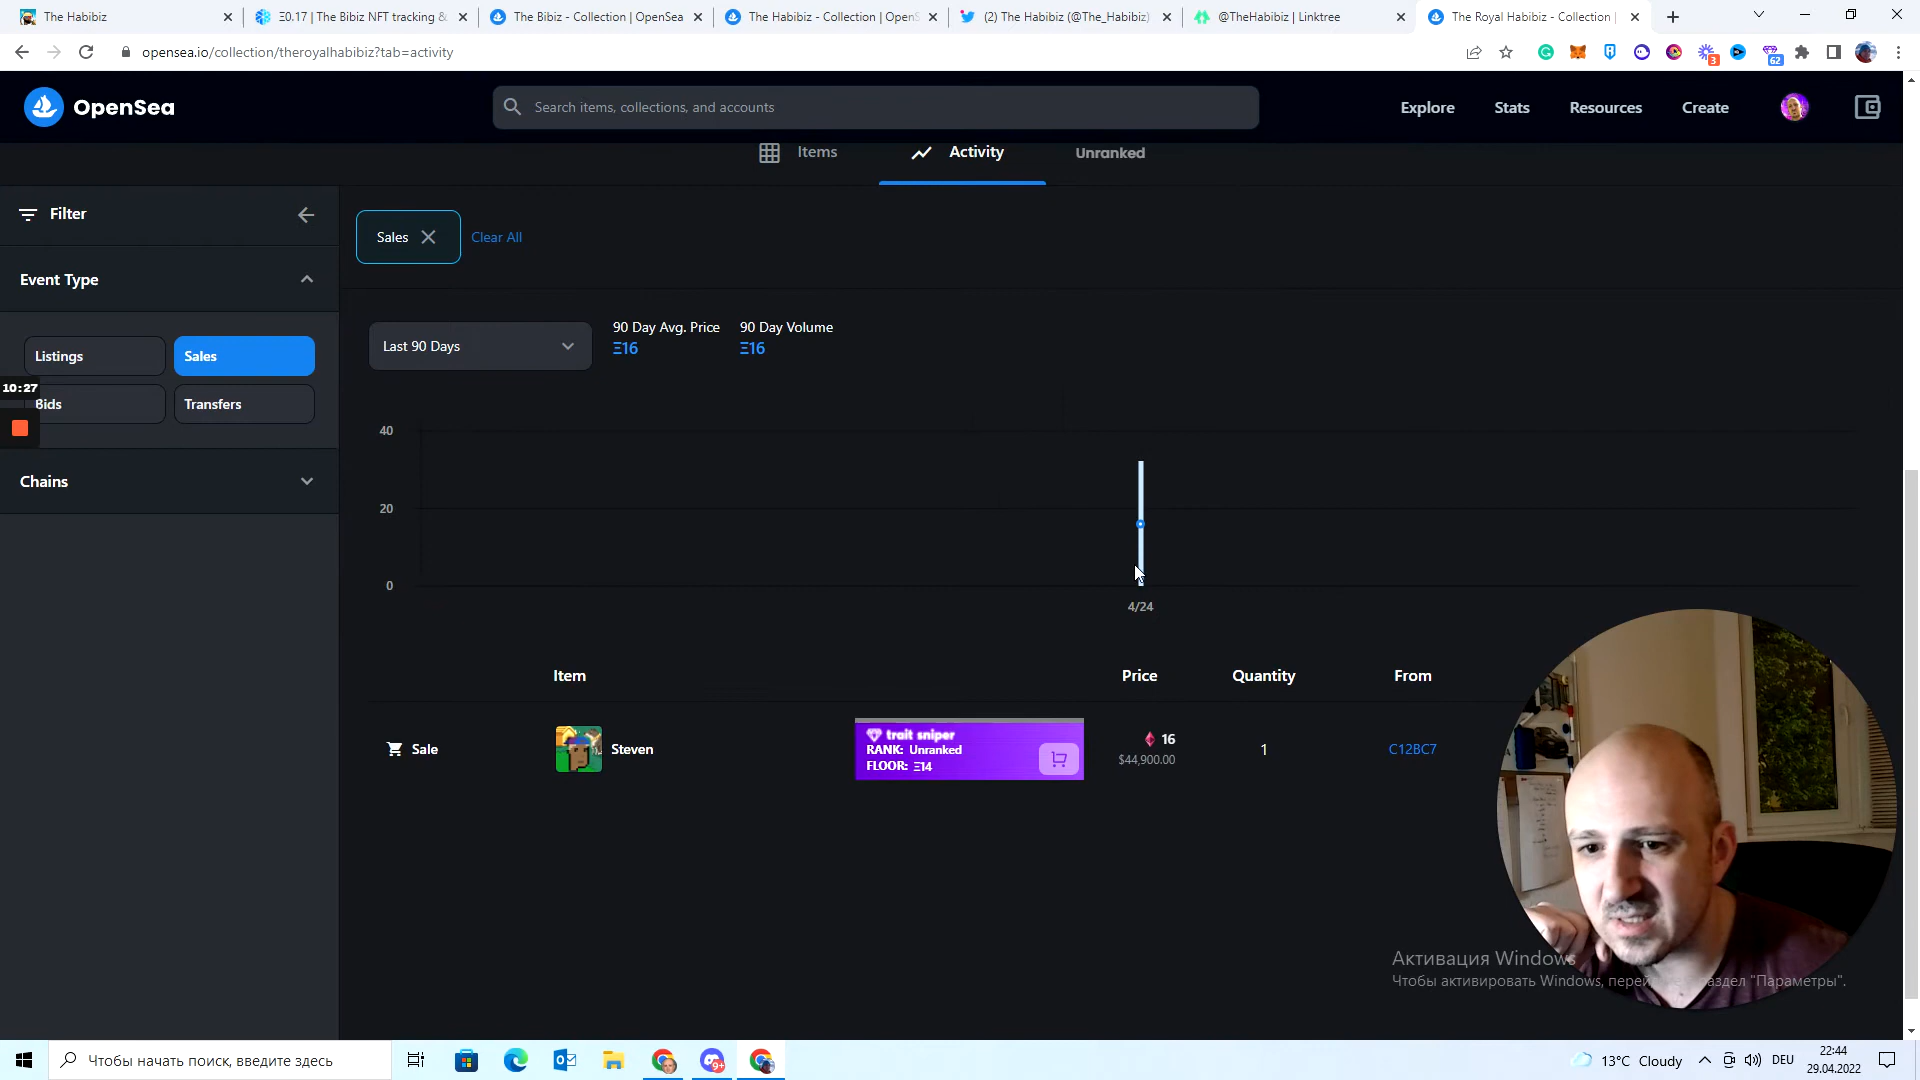 The Habibiz
Ξ0.17 | The Bibiz NFT tracking &
The Bibiz - Collection | OpenSea
The Habibiz - Collection | OpenS
(2) The Habibiz (@The_Habibiz)
@TheHabibiz | Linktree
The Royal Habibiz - Collection |
opensea.io/collection/theroyalhabibiz?tab=activity
3
62
OpenSea
Search items, collections, and accounts
Explore
Stats
Resources
Create
Items
Activity
Unranked
Filter
Sales
Clear All
Event Type
Last 90 Days
90 Day Avg. Price
Ξ16
90 Day Volume
Ξ16
Listings
Sales
10:27
Bids
Transfers
Chains
40
20
0
4/24
Item
Price
Quantity
From
Sale
Steven
trait sniper
RANK: Unranked
FLOOR: Ξ14
16
$44,900.00
1
C12BC7
Активация Windows
Чтобы активировать Windows, перей раздел "Параметры".
Чтобы начать поиск, введите здесь
9+
13°C Cloudy
DEU
22:44
29.04.2022